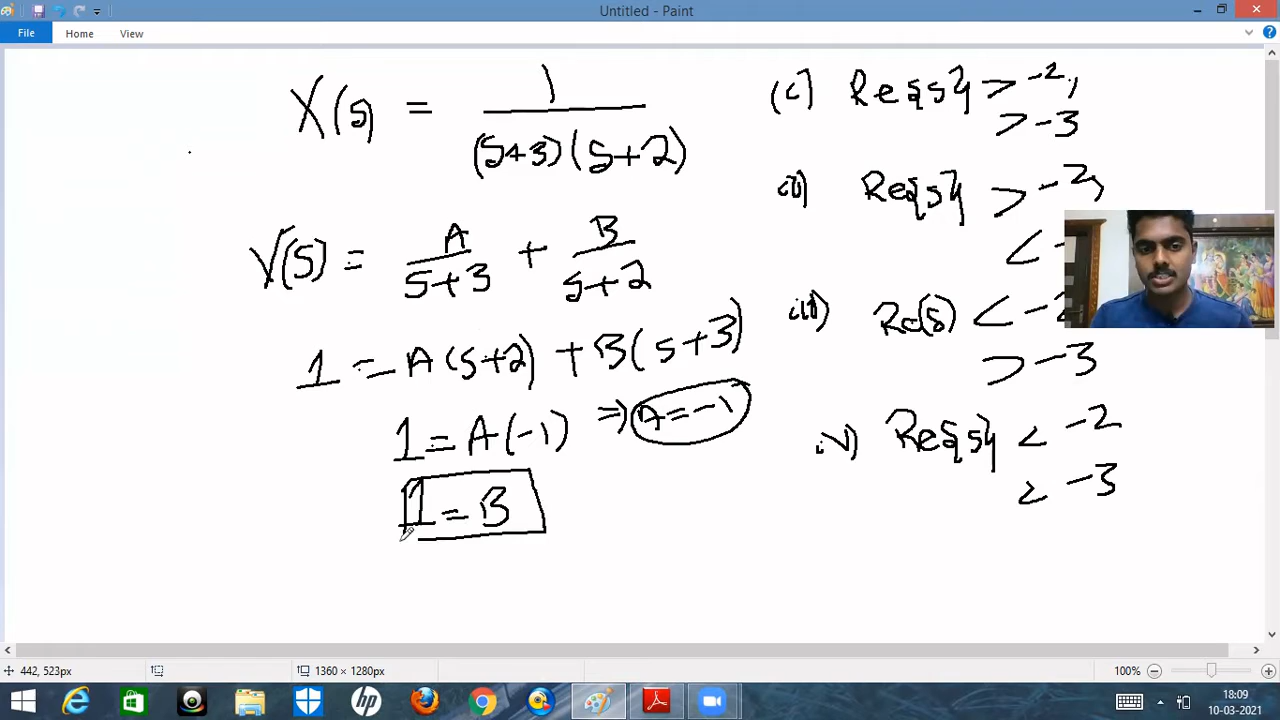 Untitled - Paint
File Home View
X(s) = 1 / (s+3)(s+2)
X(s) = A / s+3 + B / s+2
1 = A(s+2) + B(s+3)
1 = A(-1) ⇒ A = -1
1 = B
(i) Re{s} > -2,
> -3
(ii) Re{s} > -2,
<
iii) Re(s) < -2
> -3
iv) Re{s} < -2
< -3
442, 523px
1360 × 1280px
100%
18:09
10-03-2021